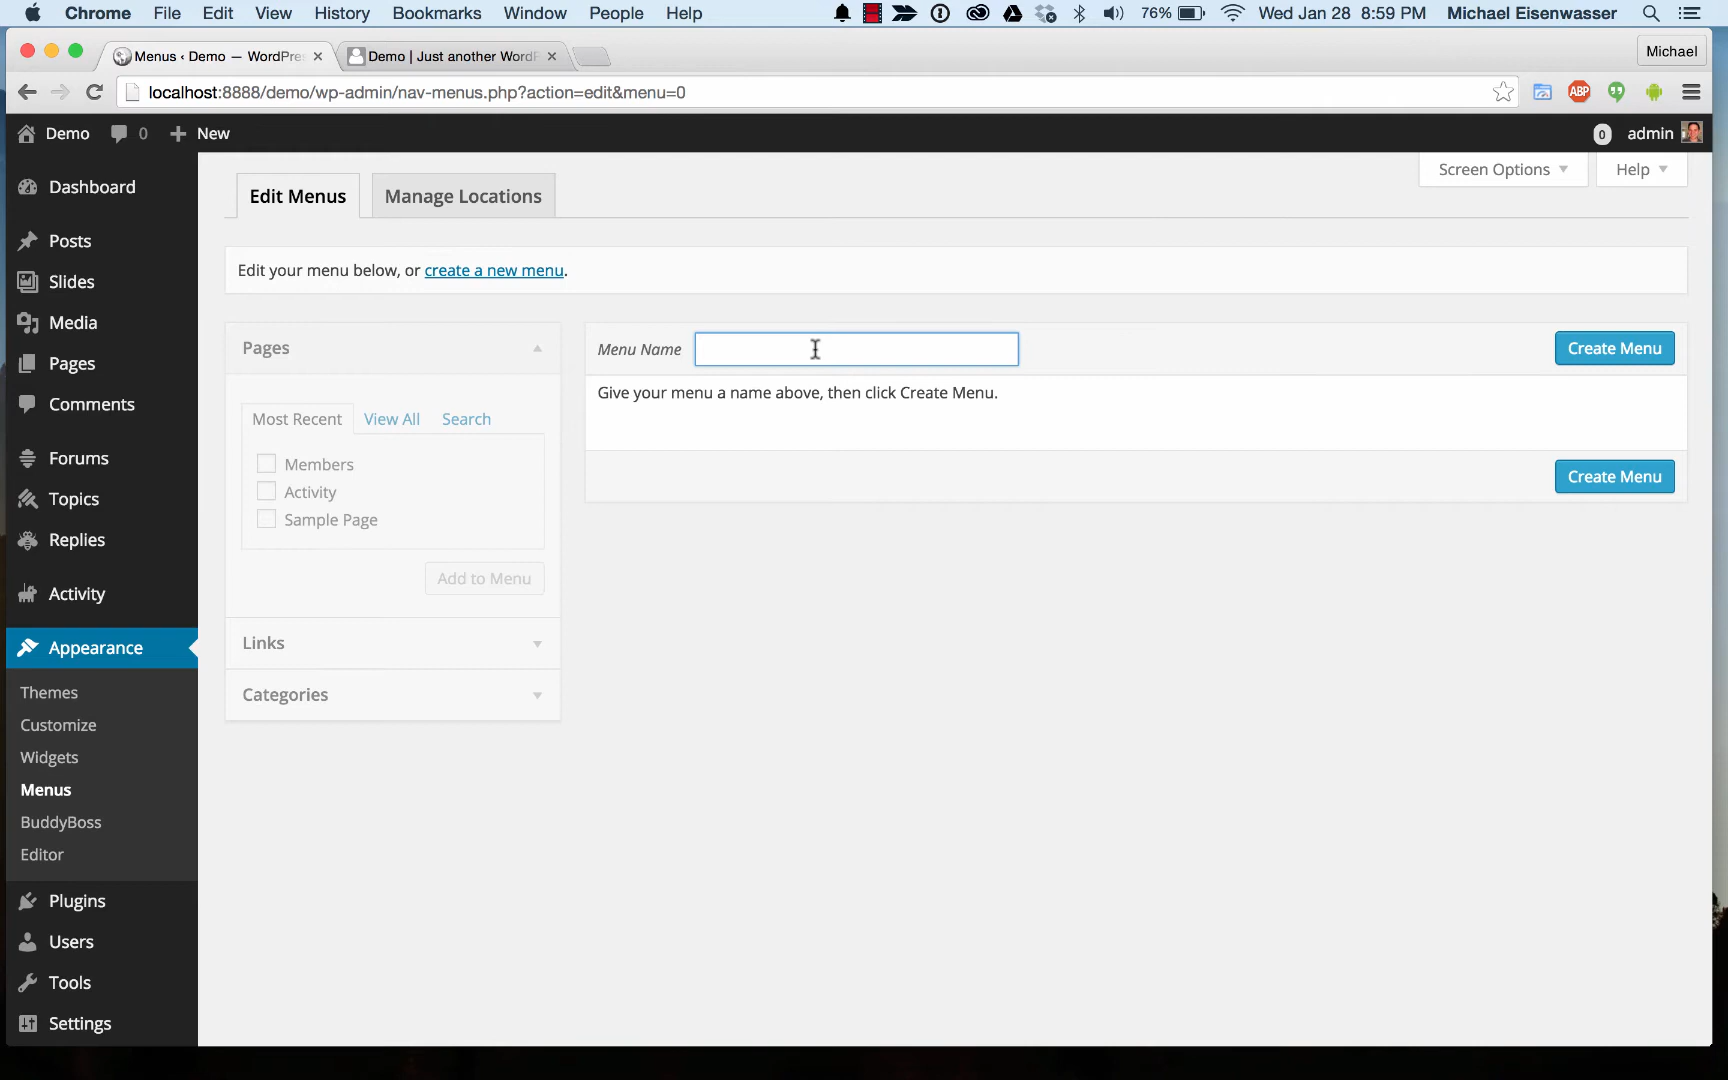 Chrome File Edit View History Bookmarks Window People Help 76% Wed Jan 28 8:59 PM Michael Eisenwasser
Menus ‹ Demo — WordPres Demo | Just another WordP Michael
localhost:8888/demo/wp-admin/nav-menus.php?action=edit&menu=0 ABP
Demo 0 New 0 admin
Screen Options Help
Edit Menus Manage Locations
Edit your menu below, or create a new menu.
Dashboard
Posts
Slides
Media
Pages
Comments
Forums
Topics
Replies
Activity
Appearance
Themes
Customize
Widgets
Menus
BuddyBoss
Editor
Plugins
Users
Tools
Settings
Pages
Most Recent View All Search
Members
Activity
Sample Page
Add to Menu
Links
Categories
Menu Name Create Menu
Give your menu a name above, then click Create Menu.
Create Menu